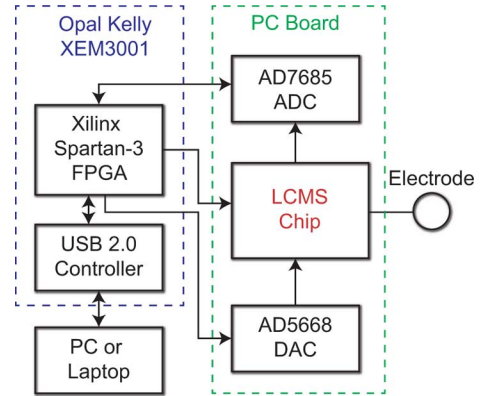 Opal Kelly
XEM3001
PC Board
Xilinx
Spartan-3
FPGA
AD7685
ADC
LCMS
Chip
Electrode
USB 2.0
Controller
AD5668
DAC
PC or
Laptop